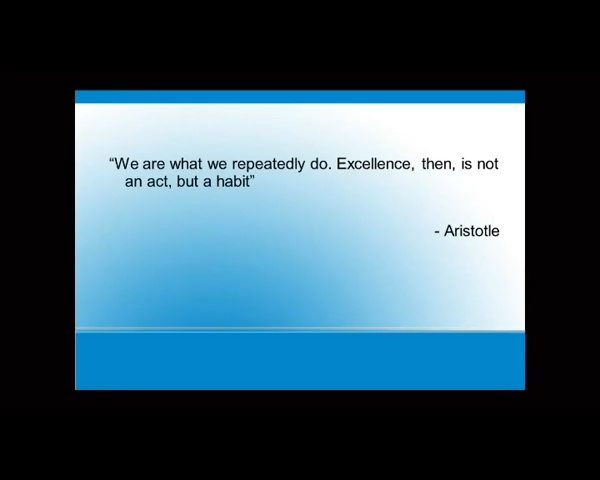 “We are what we repeatedly do. Excellence, then, is not
an act, but a habit”
- Aristotle